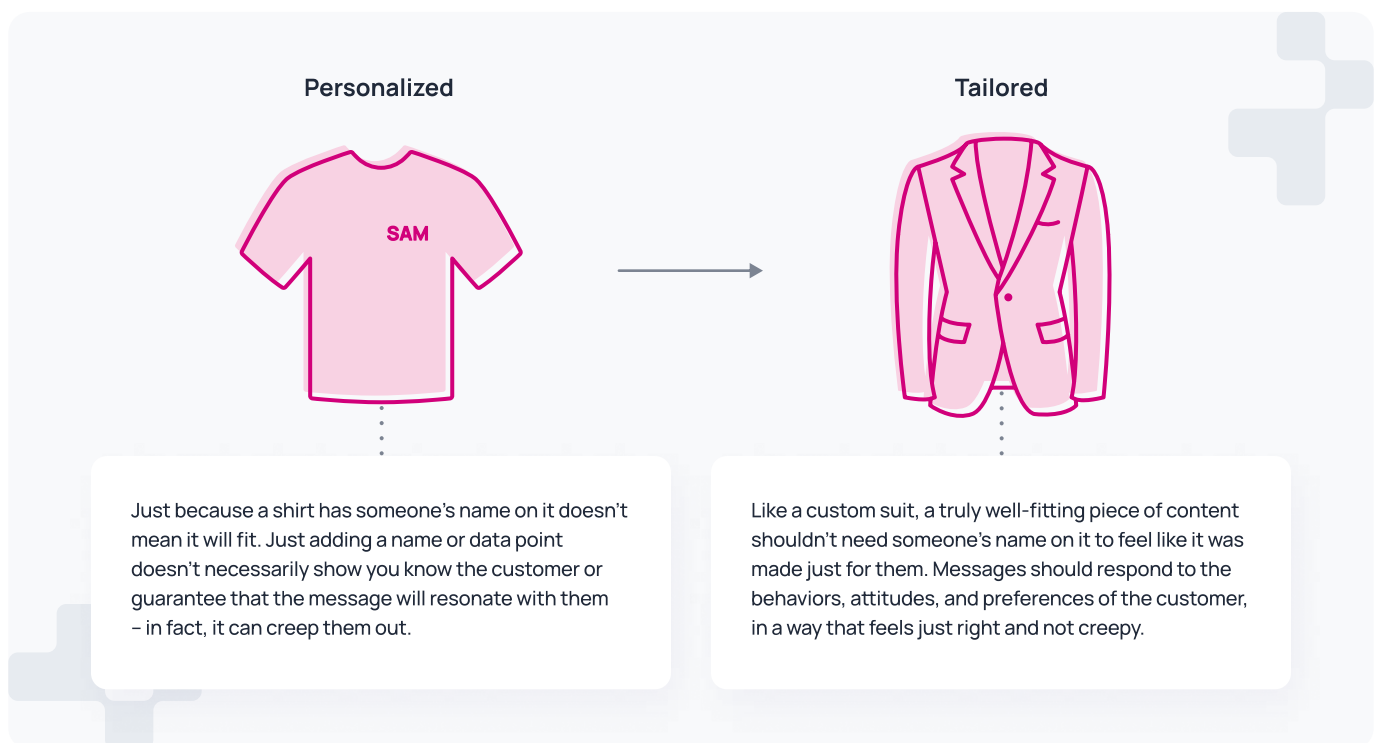 Personalized
Tailored
SAM
Just because a shirt has someone’s name on it doesn’t
mean it will fit. Just adding a name or data point
doesn’t necessarily show you know the customer or
guarantee that the message will resonate with them
– in fact, it can creep them out.
Like a custom suit, a truly well-fitting piece of content
shouldn’t need someone’s name on it to feel like it was
made just for them. Messages should respond to the
behaviors, attitudes, and preferences of the customer,
in a way that feels just right and not creepy.